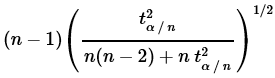 (n − 1)(t²_{α / n} / (n(n − 2) + n t²_{α / n}))^{1/2}